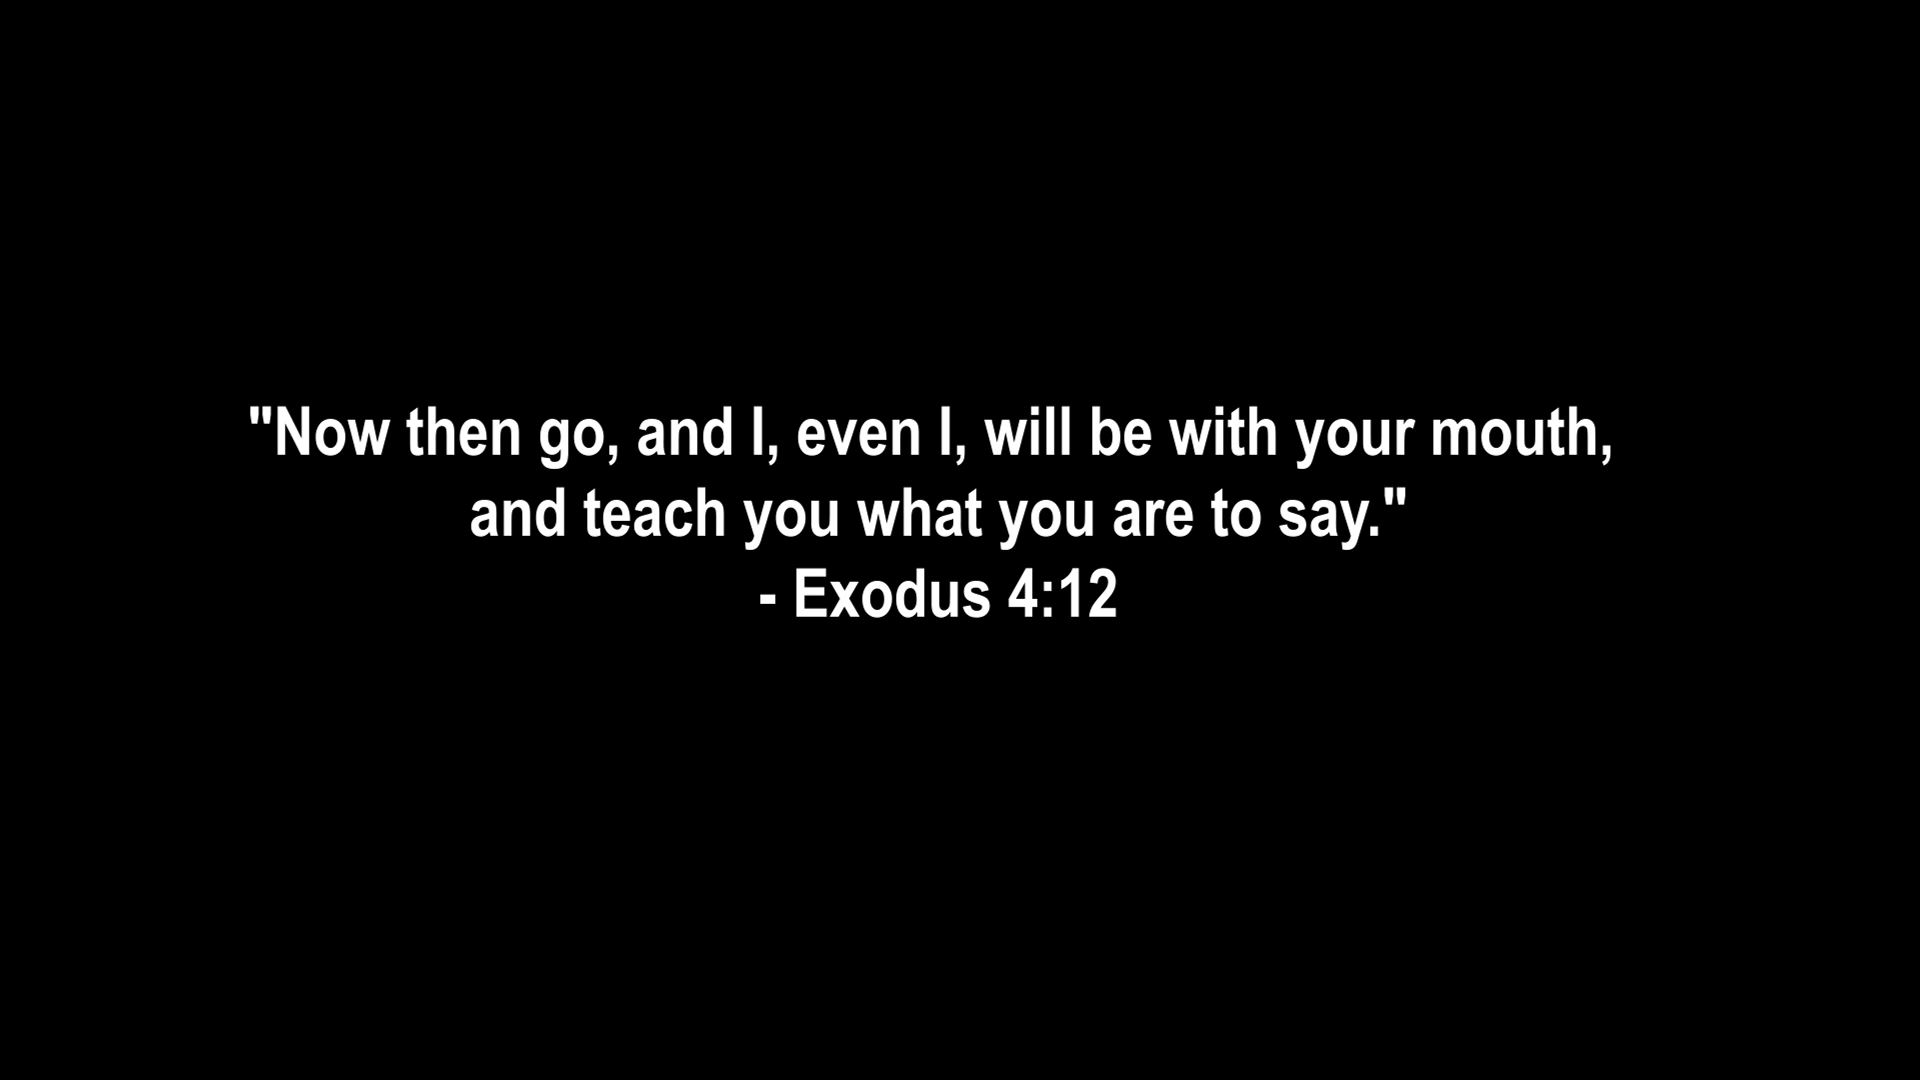 "Now then go, and I, even I, will be with your mouth,
and teach you what you are to say."
- Exodus 4:12